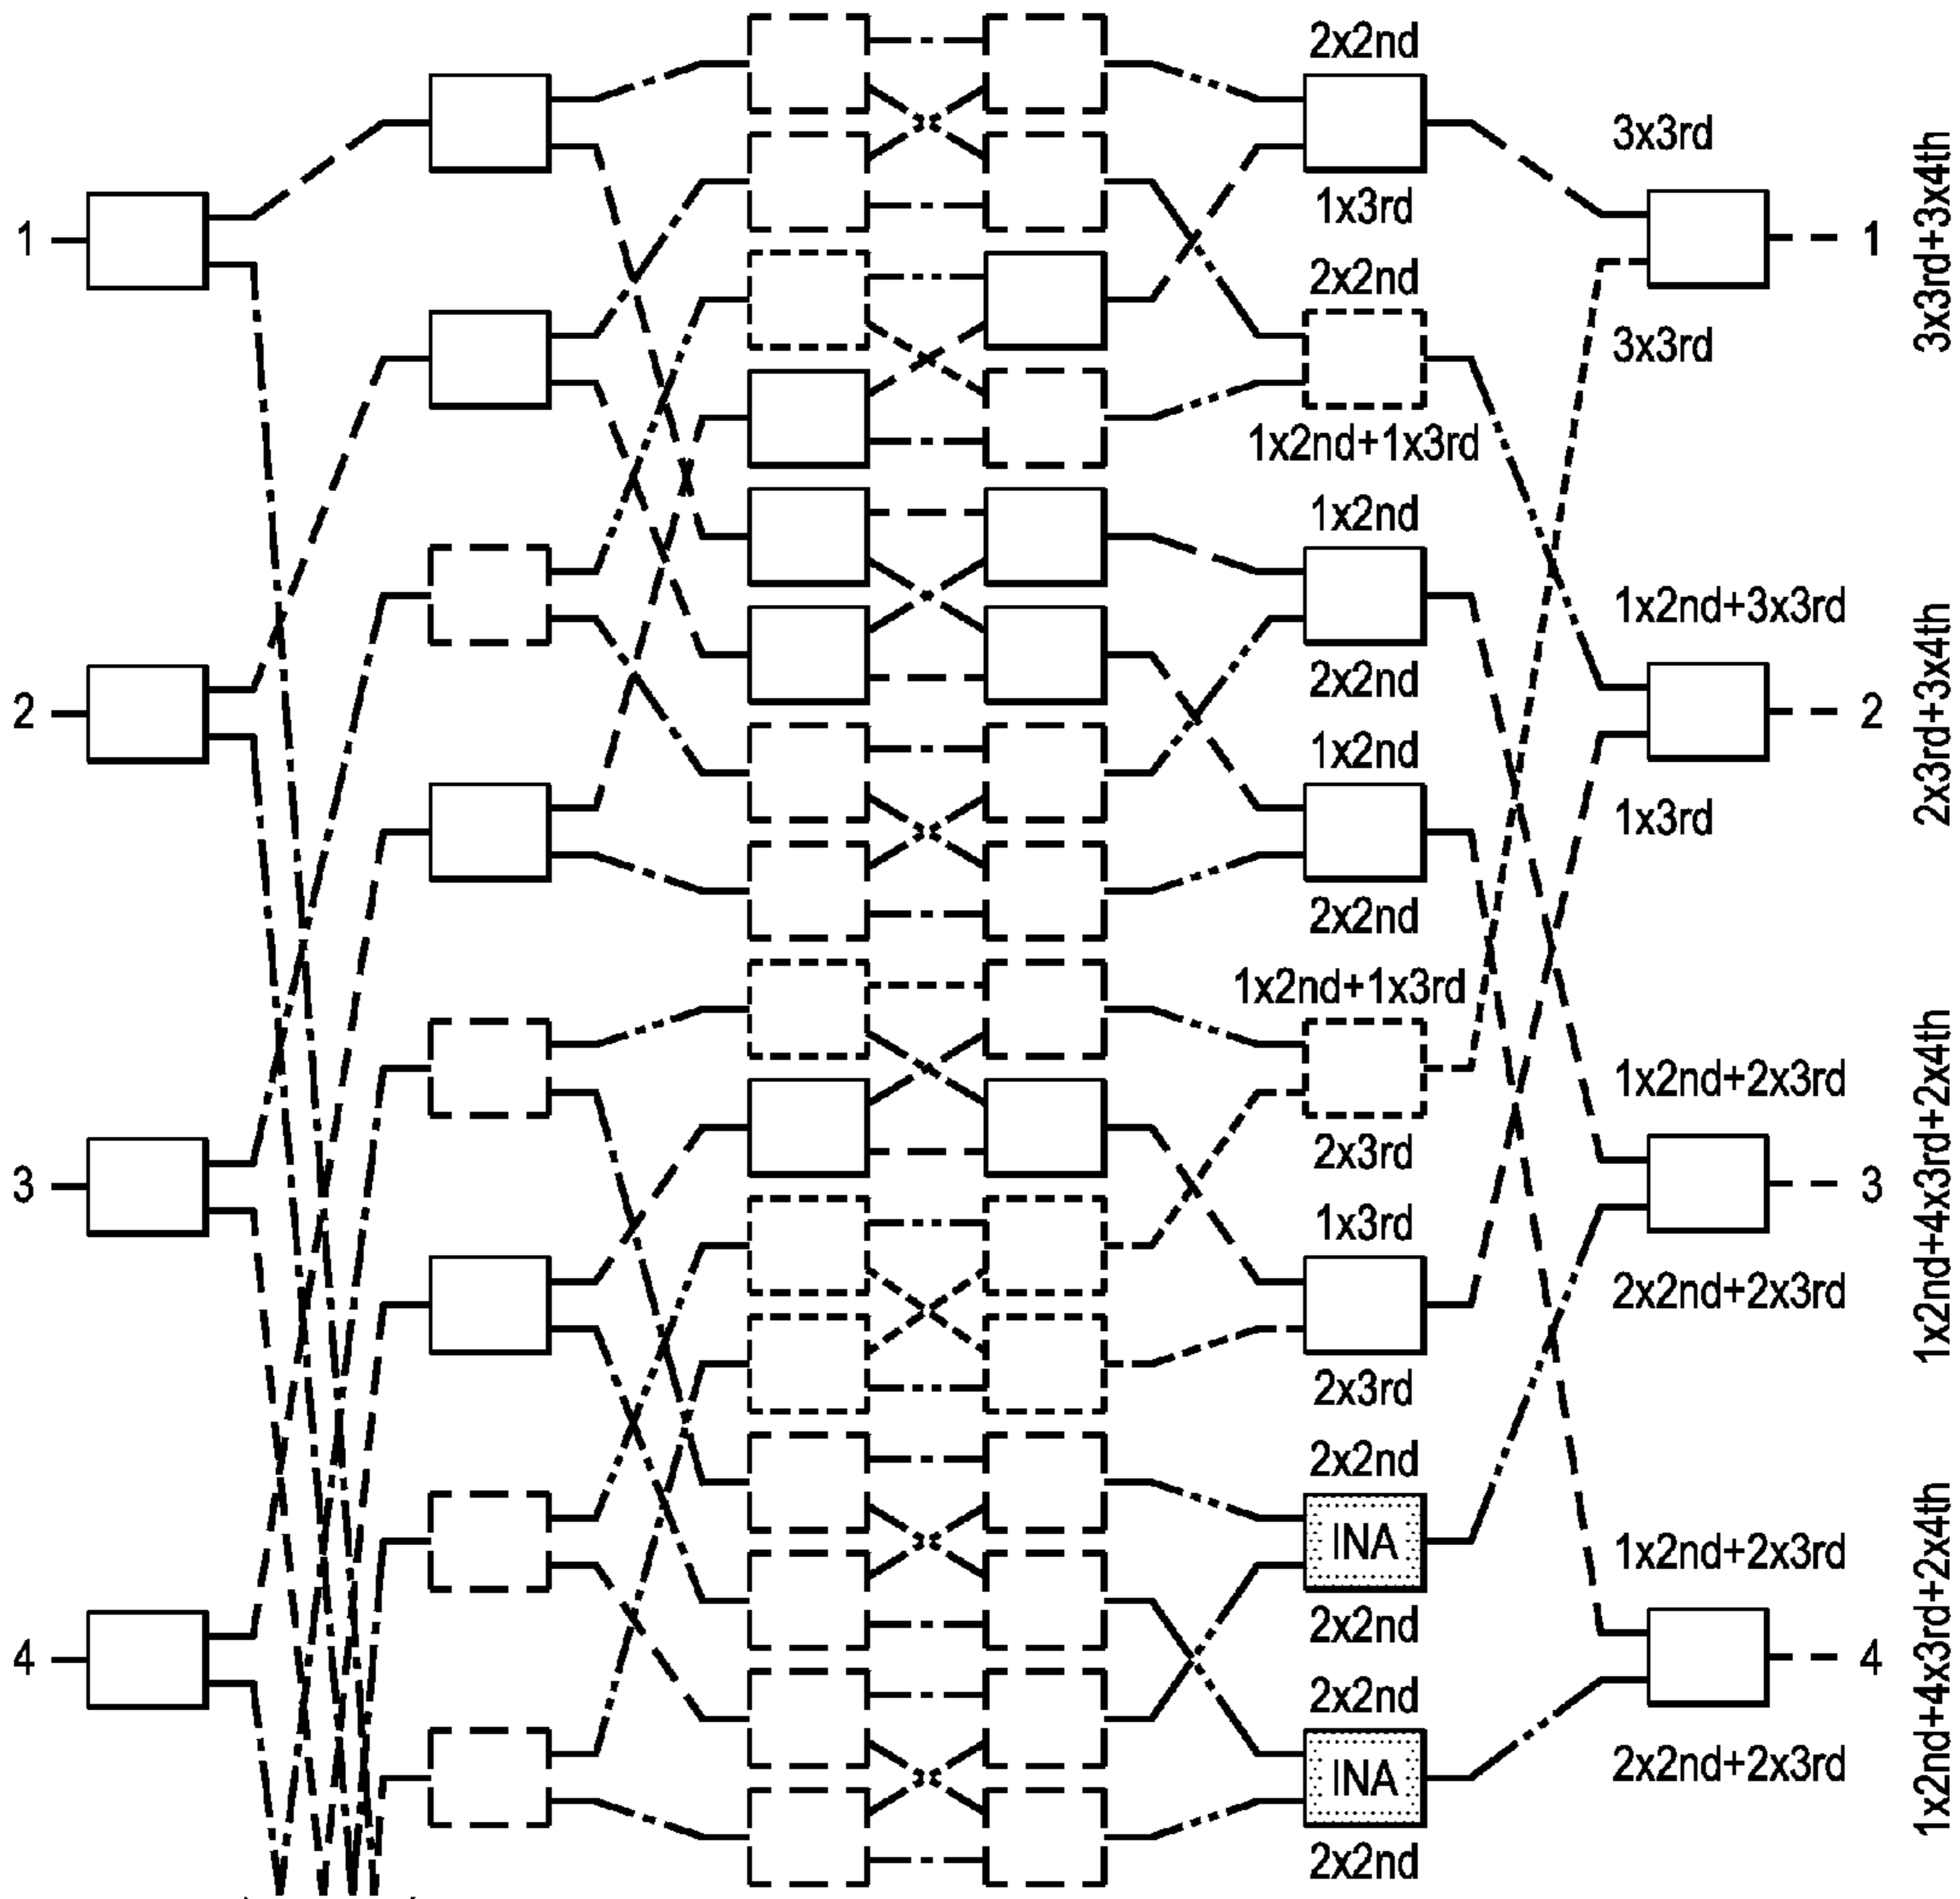 2x2nd
3x3rd
1x3rd
1
1
3x3rd+3x4th
2x2nd
3x3rd
1x2nd+1x3rd
1x2nd
1x2nd+3x3rd
2x2nd
2
2
2x3rd+3x4th
1x2nd
1x3rd
2x2nd
1x2nd+1x3rd
1x2nd+2x3rd
2x3rd
3
3
1x2nd+4x3rd+2x4th
1x3rd
2x2nd+2x3rd
2x3rd
2x2nd
INA
1x2nd+2x3rd
2x2nd
4
4
1x2nd+4x3rd+2x4th
2x2nd
2x2nd+2x3rd
INA
2x2nd